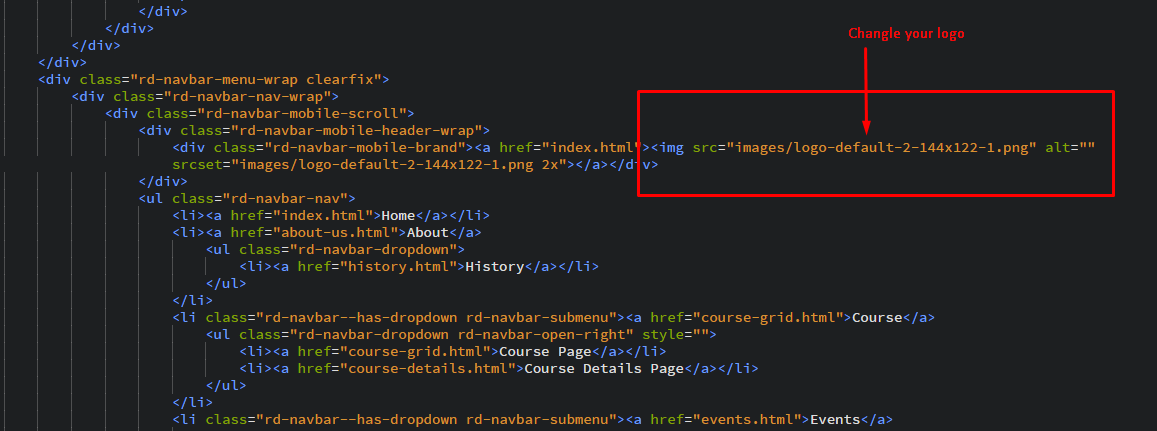 </div>
</div>
Changle your logo
</div>
</div>
<div class="rd-navbar-menu-wrap clearfix">
<div class="rd-navbar-nav-wrap">
<div class="rd-navbar-mobile-scroll">
<div class="rd-navbar-mobile-header-wrap">
<div class="rd-navbar-mobile-brand"><a href="index.html"><img src="images/logo-default-2-144x122-1.png" alt=""
srcset="images/logo-default-2-144x122-1.png 2x"></a></div>
</div>
<ul class="rd-navbar-nav">
<li><a href="index.html">Home</a></li>
<li><a href="about-us.html">About</a>
<ul class="rd-navbar-dropdown">
<li><a href="history.html">History</a></li>
</ul>
</li>
<li class="rd-navbar--has-dropdown rd-navbar-submenu"><a href="course-grid.html">Course</a>
<ul class="rd-navbar-dropdown rd-navbar-open-right" style="">
<li><a href="course-grid.html">Course Page</a></li>
<li><a href="course-details.html">Course Details Page</a></li>
</ul>
</li>
<li class="rd-navbar--has-dropdown rd-navbar-submenu"><a href="events.html">Events</a>